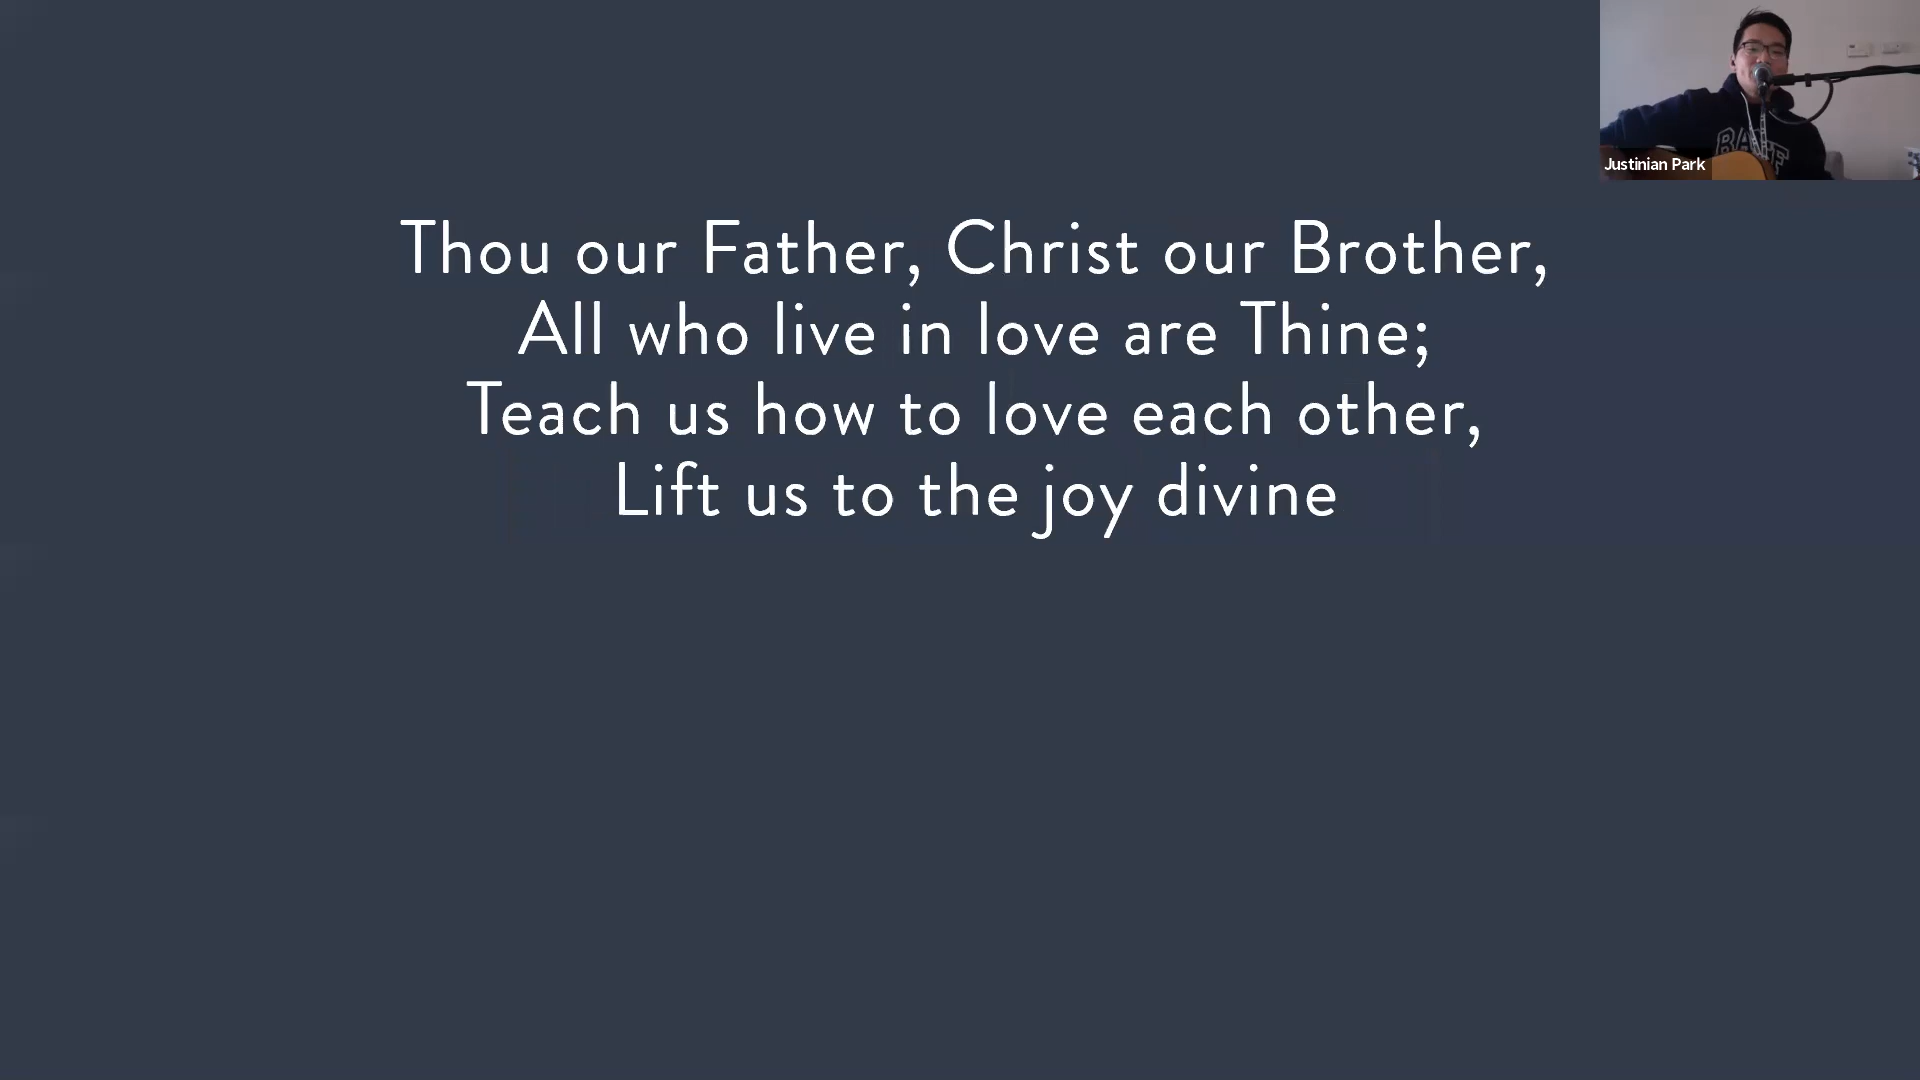 Justinian Park
Thou our Father, Christ our Brother,
All who live in love are Thine;
Teach us how to love each other,
Lift us to the joy divine